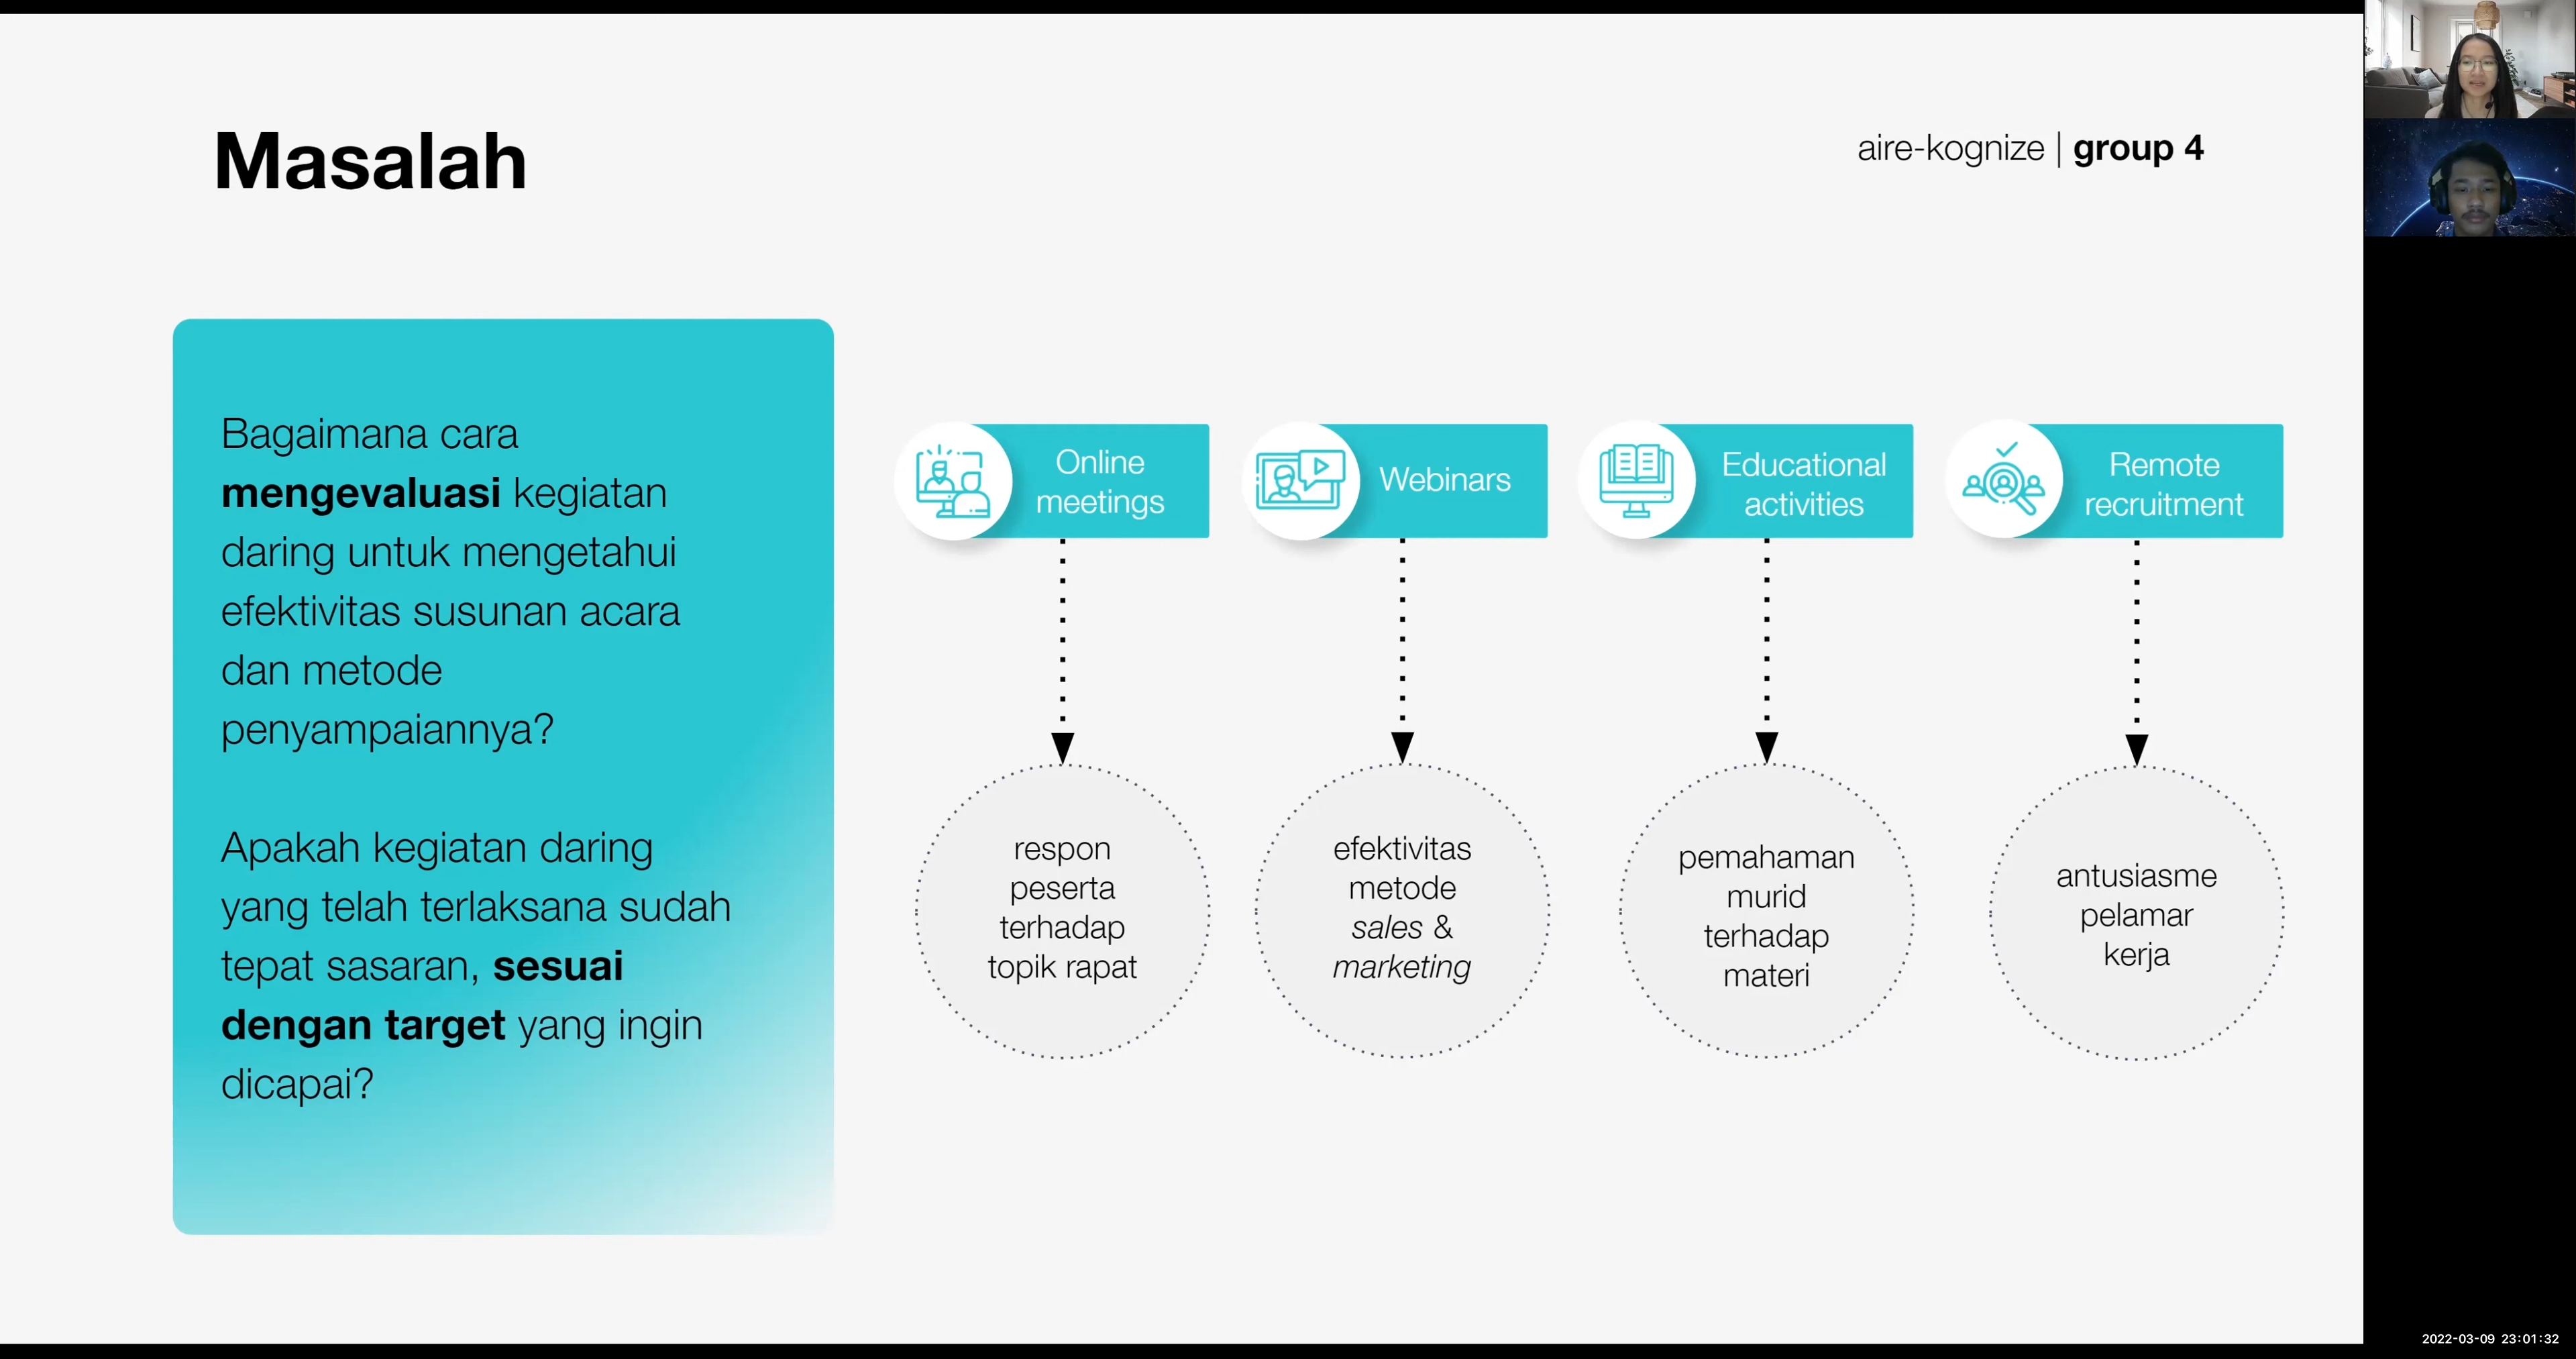 Masalah
aire-kognize | group 4
Bagaimana cara
mengevaluasi kegiatan
daring untuk mengetahui
efektivitas susunan acara
dan metode
penyampaiannya?
Apakah kegiatan daring
yang telah terlaksana sudah
tepat sasaran, sesuai
dengan target yang ingin
dicapai?
Online
meetings
respon
peserta
terhadap
topik rapat
Webinars
efektivitas
metode
sales &
marketing
Educational
activities
pemahaman
murid
terhadap
materi
Remote
recruitment
antusiasme
pelamar
kerja
2022-03-09 23:01:32